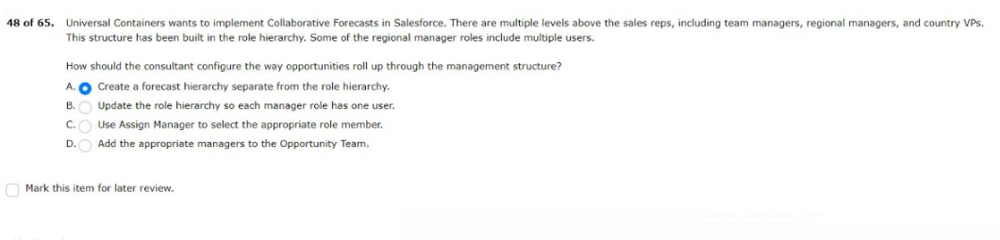 48 of 65. Universal Containers wants to implement Collaborative Forecasts in Salesforce. There are multiple levels above the sales reps, including team managers, regional managers, and country VPs.
This structure has been built in the role hierarchy. Some of the regional manager roles include multiple users.
How should the consultant configure the way opportunities roll up through the management structure?
A. Create a forecast hierarchy separate from the role hierarchy.
B. Update the role hierarchy so each manager role has one user.
C. Use Assign Manager to select the appropriate role member.
D. Add the appropriate managers to the Opportunity Team.
Mark this item for later review.